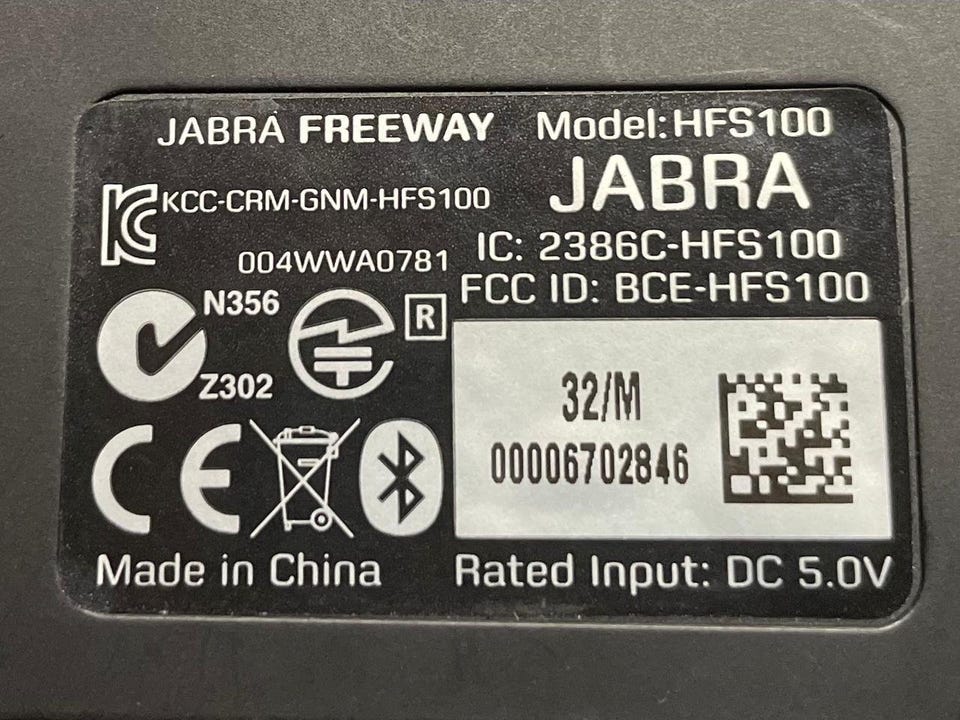 JABRA FREEWAY
Model: HFS100
JABRA
KCC-CRM-GNM-HFS100
004WWA0781
IC: 2386C-HFS100
FCC ID: BCE-HFS100
N356
Z302
R
32/M
00006702846
CE
Made in China
Rated Input: DC 5.0V